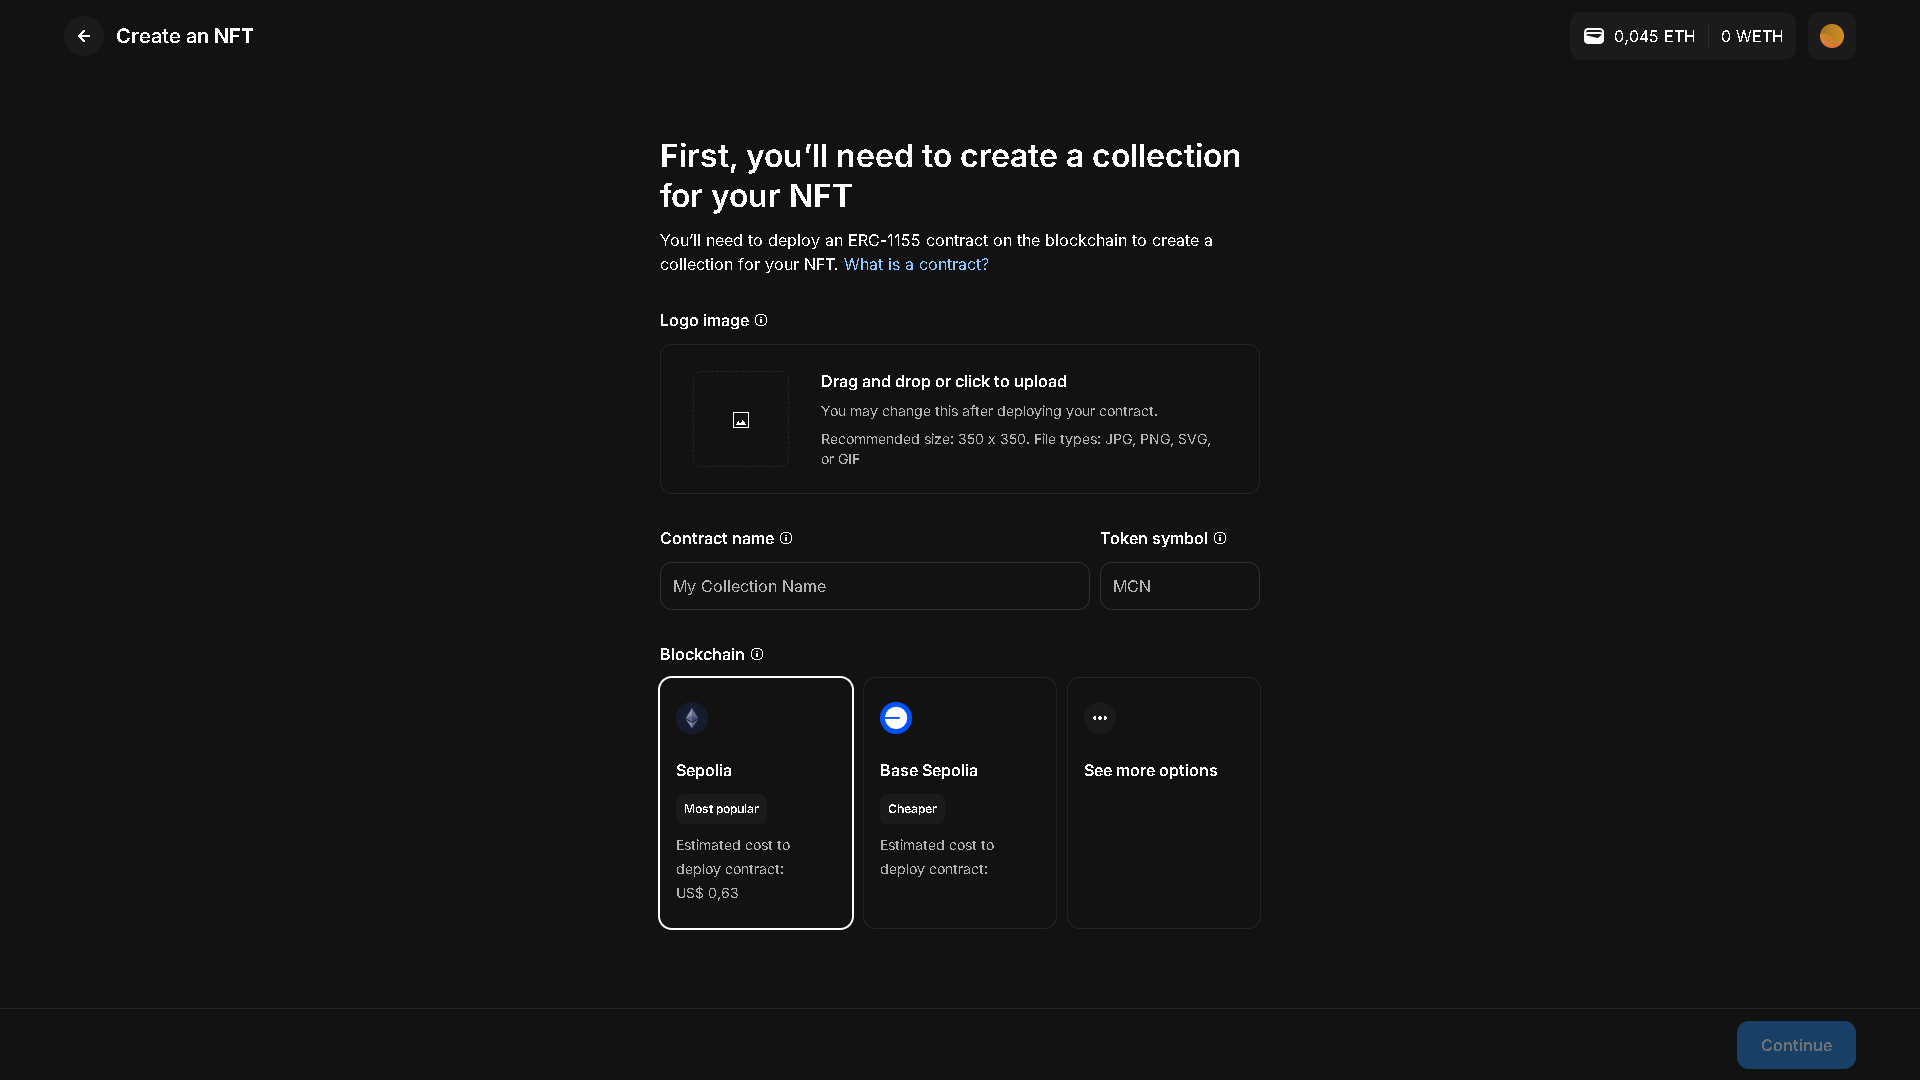 Create an NFT
0,045 ETH
0 WETH
First, you'll need to create a collection
for your NFT
You'll need to deploy an ERC-1155 contract on the blockchain to create a
collection for your NFT. What is a contract?
Logo image
Drag and drop or click to upload
You may change this after deploying your contract.
Recommended size: 350 x 350. File types: JPG, PNG, SVG,
or GIF
Contract name
Token symbol
My Collection Name
MCN
Blockchain
Sepolia
Most popular
Estimated cost to
deploy contract:
US$ 0,63
Base Sepolia
Cheaper
Estimated cost to
deploy contract:
See more options
Continue